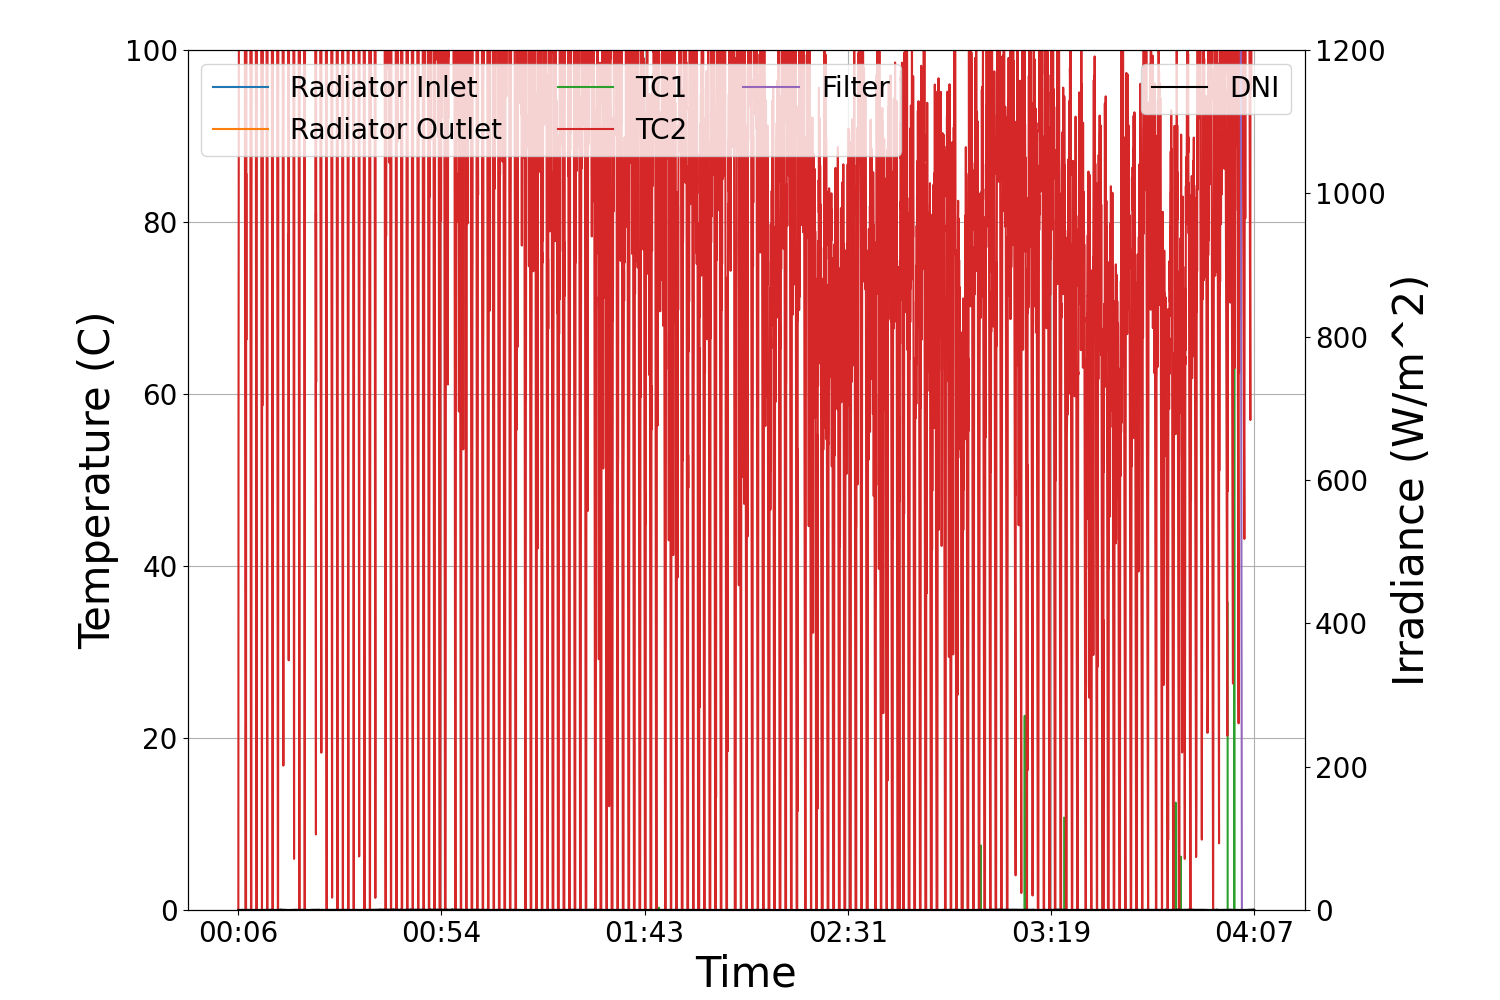 100
80
60
40
20
0
Temperature (C)
Radiator Inlet
Radiator Outlet
TC1
TC2
Filter
DNI
1200
1000
800
600
400
200
0
Irradiance (W/m^2)
00:06
00:54
01:43
02:31
03:19
04:07
Time